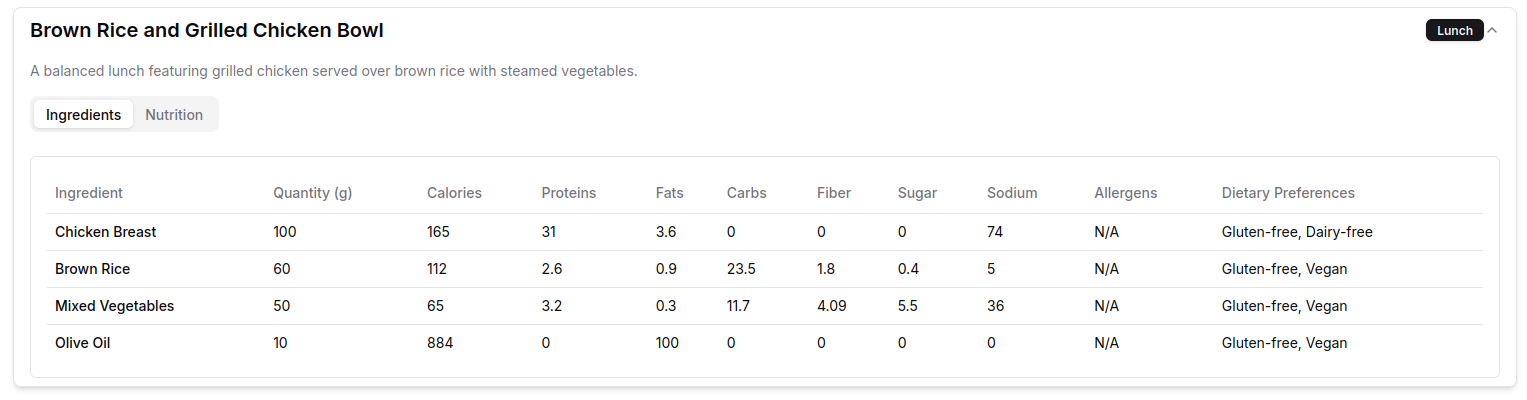 Brown Rice and Grilled Chicken Bowl Lunch
A balanced lunch featuring grilled chicken served over brown rice with steamed vegetables.
Ingredients Nutrition
Ingredient Quantity (g) Calories Proteins Fats Carbs Fiber Sugar Sodium Allergens Dietary Preferences
Chicken Breast 100 165 31 3.6 0 0 0 74 N/A Gluten-free, Dairy-free
Brown Rice 60 112 2.6 0.9 23.5 1.8 0.4 5 N/A Gluten-free, Vegan
Mixed Vegetables 50 65 3.2 0.3 11.7 4.09 5.5 36 N/A Gluten-free, Vegan
Olive Oil 10 884 0 100 0 0 0 0 N/A Gluten-free, Vegan